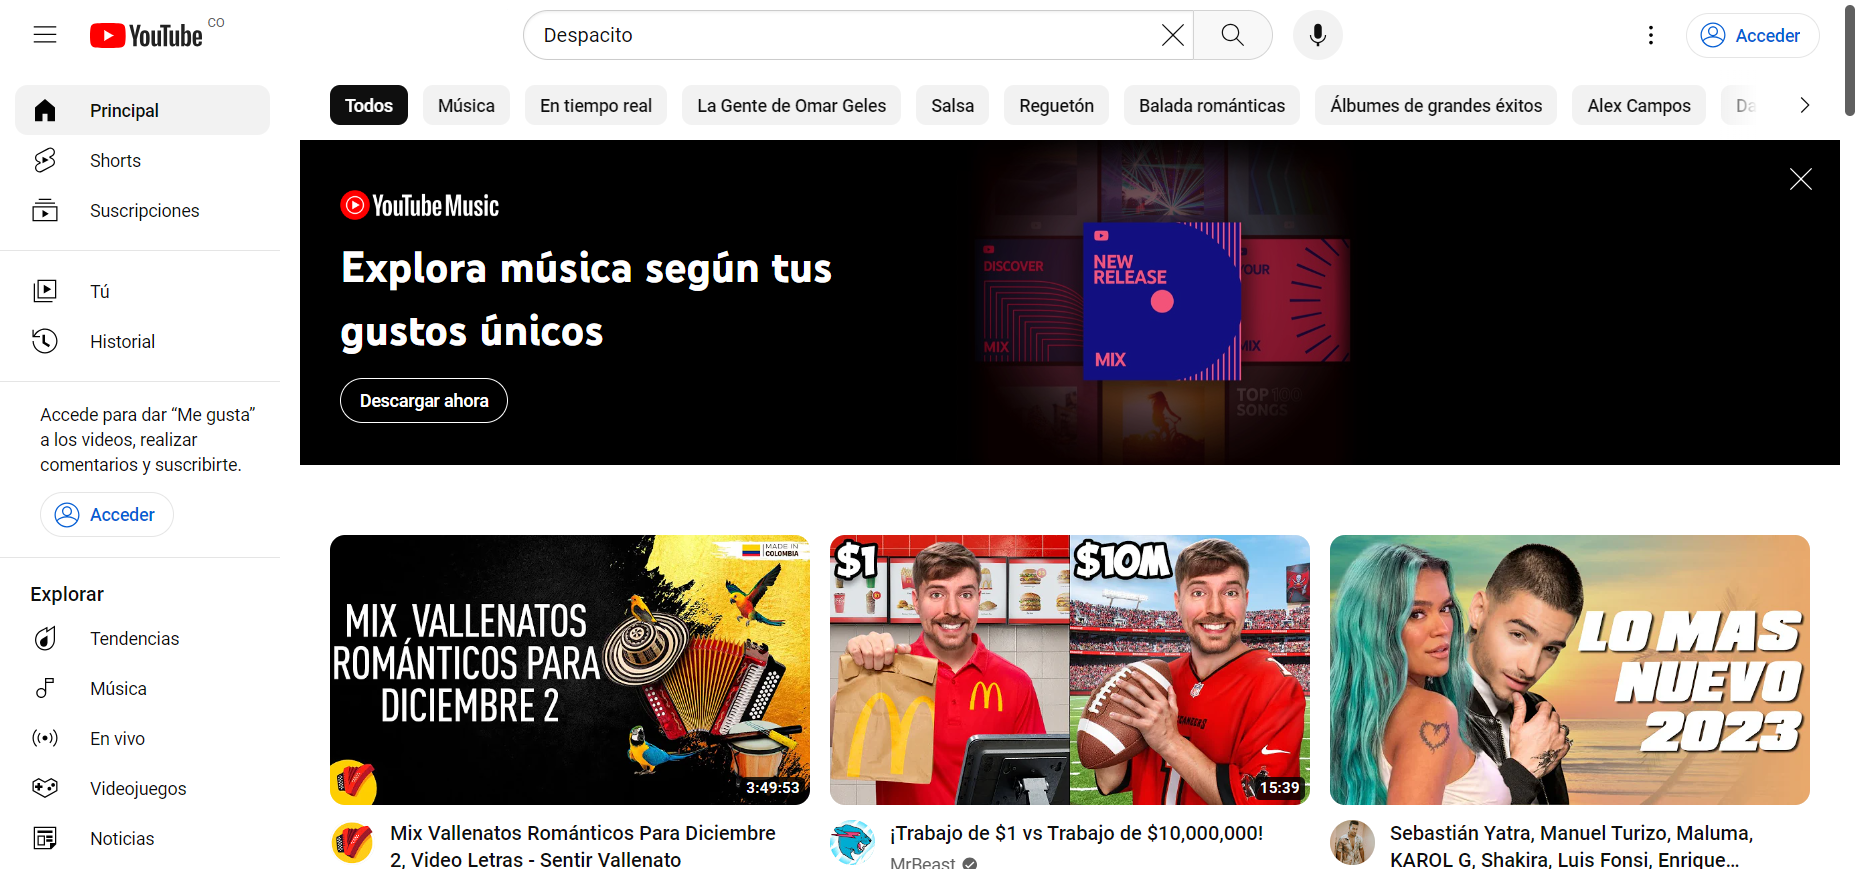 YouTube CO
Despacito
Acceder
Principal
Shorts
Suscripciones
Tú
Historial
Accede para dar “Me gusta”
a los videos, realizar
comentarios y suscribirte.
Acceder
Explorar
Tendencias
Música
En vivo
Videojuegos
Noticias
Todos
Música
En tiempo real
La Gente de Omar Geles
Salsa
Reguetón
Balada románticas
Álbumes de grandes éxitos
Alex Campos
Da
YouTube Music
Explora música según tus
gustos únicos
Descargar ahora
DISCOVER
MIX
NEW
RELEASE
MIX
YOUR
MIX
TOP 100
SONGS
MADE IN
COLOMBIA
MIX VALLENATOS
ROMÁNTICOS PARA
DICIEMBRE 2
3:49:53
Mix Vallenatos Románticos Para Diciembre
2, Video Letras - Sentir Vallenato
$1
$10M
15:39
¡Trabajo de $1 vs Trabajo de $10,000,000!
MrBeast
LO MAS
NUEVO
2023
Sebastián Yatra, Manuel Turizo, Maluma,
KAROL G, Shakira, Luis Fonsi, Enrique...